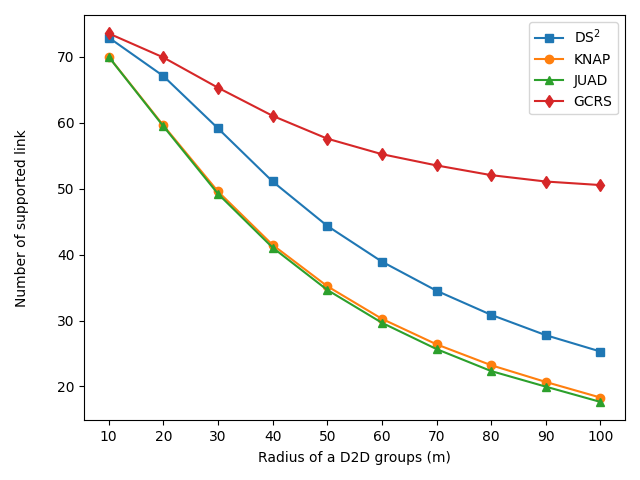 DS²
KNAP
JUAD
GCRS
Number of supported link
70
60
50
40
30
20
10 20 30 40 50 60 70 80 90 100
Radius of a D2D groups (m)